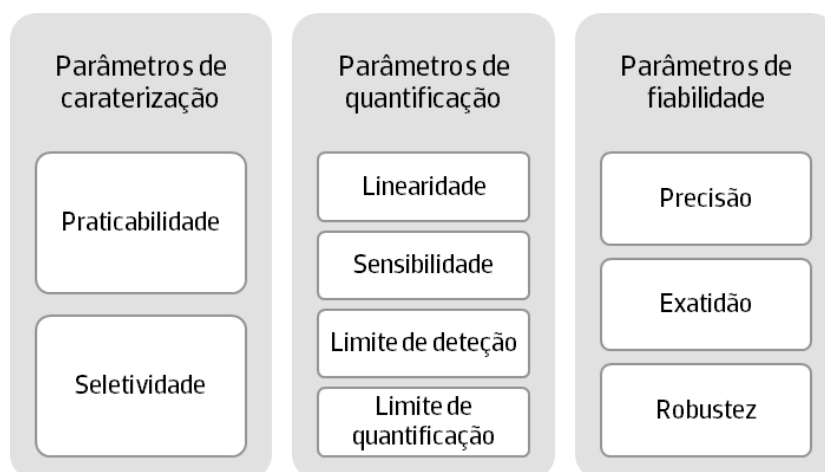 Parâmetros de
caraterização
Praticabilidade
Seletividade
Parâmetros de
quantificação
Linearidade
Sensibilidade
Limite de deteção
Limite de
quantificação
Parâmetros de
fiabilidade
Precisão
Exatidão
Robustez